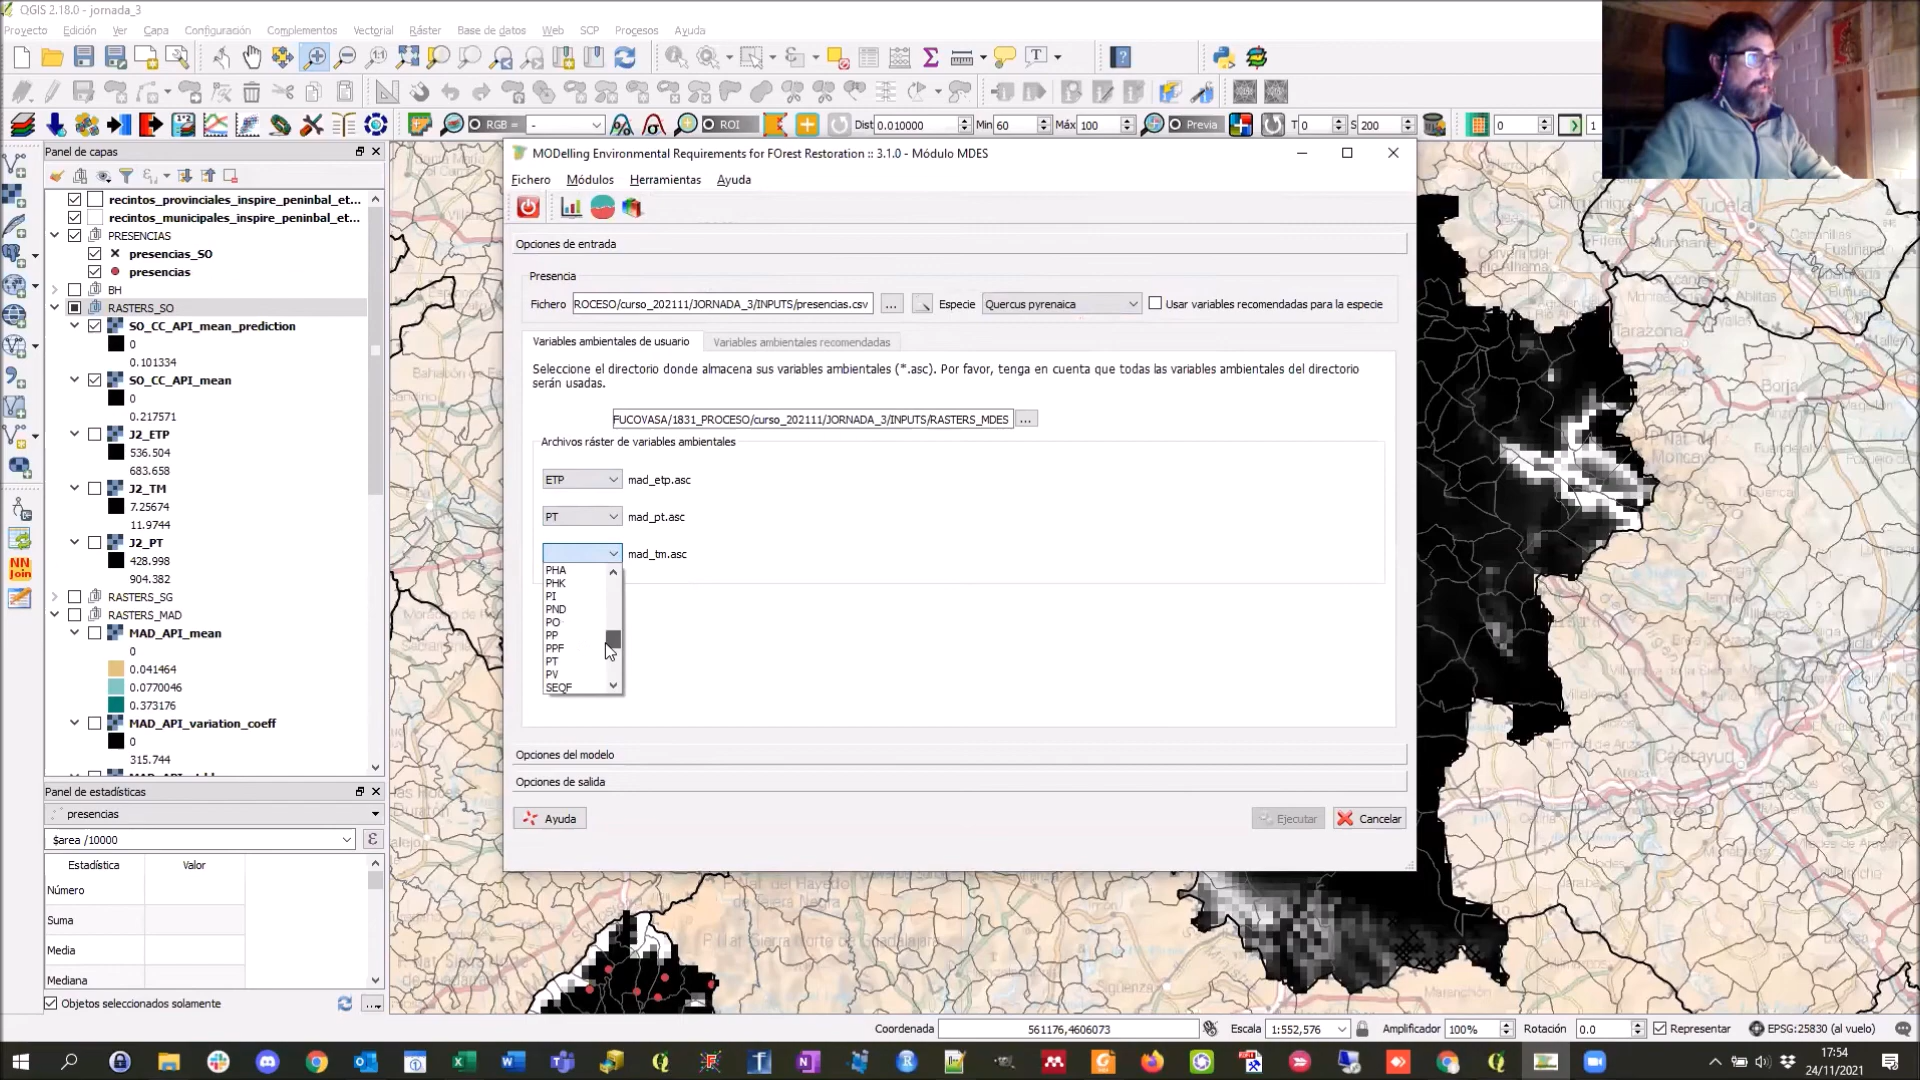 QGIS 2.18.0 - jornada_3
Proyecto Edición Ver Capa Configuración Complementos Vectorial Ráster Base de datos Web SCP Procesos Ayuda
RGB = - ROI Dist 0.010000 Min 60 Máx 100 Previa T 0 S 200 0 1
Panel de capas
recintos_provinciales_inspire_peninbal_et...
recintos_municipales_inspire_peninbal_et...
PRESENCIAS
presencias_SO
presencias
BH
RASTERS_SO
SO_CC_API_mean_prediction
0
0.101334
SO_CC_API_mean
0
0.217571
J2_ETP
536.504
683.658
J2_TM
7.25674
11.9744
J2_PT
428.998
904.382
RASTERS_SG
RASTERS_MAD
MAD_API_mean
0
0.041464
0.0770046
0.373176
MAD_API_variation_coeff
0
315.744
Panel de estadísticas
presencias
$area /10000
Estadística Valor
Número
Suma
Media
Mediana
Objetos seleccionados solamente
...
NN
Join
MODelling Environmental Requirements for FOrest Restoration :: 3.1.0 - Módulo MDES
Fichero Módulos Herramientas Ayuda
Opciones de entrada
Presencia
Fichero ROCESO/curso_202111/JORNADA_3/INPUTS/presencias.csv ... Especie Quercus pyrenaica Usar variables recomendadas para la especie
Variables ambientales de usuario Variables ambientales recomendadas
Seleccione el directorio donde almacena sus variables ambientales (*.asc). Por favor, tenga en cuenta que todas las variables ambientales del directorio
serán usadas.
FUCOVASA/1831_PROCESO/curso_202111/JORNADA_3/INPUTS/RASTERS_MDES ...
Archivos ráster de variables ambientales
ETP mad_etp.asc
PT mad_pt.asc
mad_tm.asc
PHA
PHK
PI
PND
PO
PP
PPF
PT
PV
SEQF
Opciones del modelo
Opciones de salida
Ayuda Ejecutar Cancelar
Tudela
Tarazona
Borja
Calatayud
Sigüenza
Maranchón
Coordenada 561176,4606073 Escala 1:552,576 Amplificador 100% Rotación 0.0 Representar EPSG:25830 (al vuelo)
17:54
24/11/2021